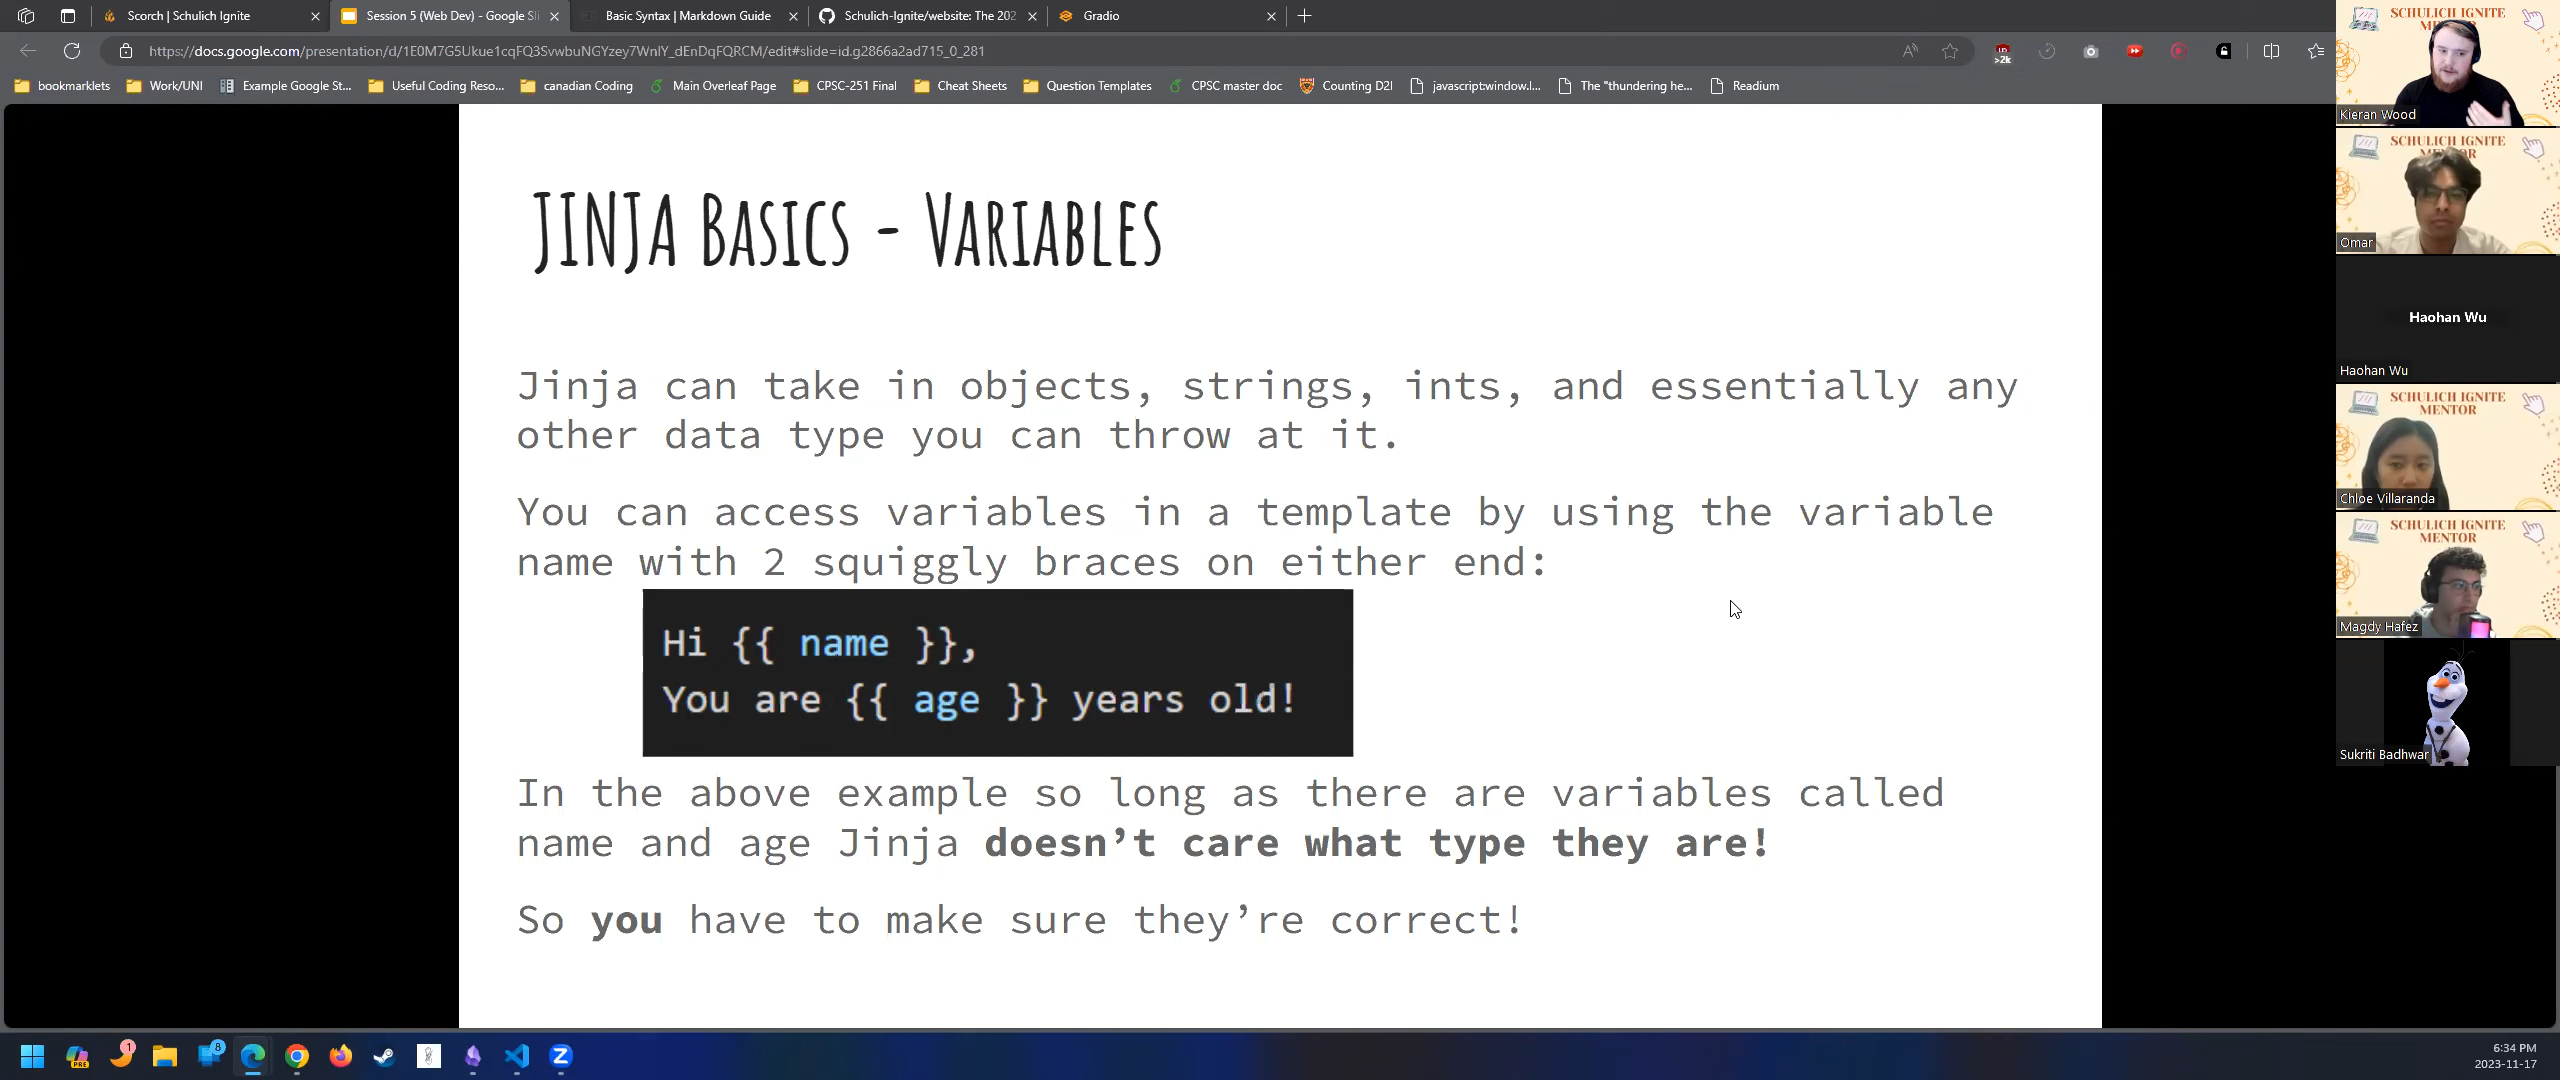 Scorch | Schulich Ignite
Session 5 (Web Dev) - Google Sli
Basic Syntax | Markdown Guide
Schulich-Ignite/website: The 202
Gradio
https://docs.google.com/presentation/d/1E0M7G5Ukue1cqFQ3SvwbuNGYzey7WnlY_dEnDqFQRCM/edit#slide=id.g2866a2ad715_0_281
>2k
bookmarklets
Work/UNI
Example Google St...
Useful Coding Reso...
canadian Coding
Main Overleaf Page
CPSC-251 Final
Cheat Sheets
Question Templates
CPSC master doc
Counting D2l
javascript:window.l...
The "thundering he...
Readium
JINJA Basics - Variables
Jinja can take in objects, strings, ints, and essentially any
other data type you can throw at it.
You can access variables in a template by using the variable
name with 2 squiggly braces on either end:
Hi {{ name }},
You are {{ age }} years old!
In the above example so long as there are variables called
name and age Jinja doesn't care what type they are!
So you have to make sure they're correct!
SCHULICH IGNITE
Kieran Wood
SCHULICH IGNITE
Omar
Haohan Wu
Haohan Wu
SCHULICH IGNITE
MENTOR
Chloe Villaranda
SCHULICH IGNITE
MENTOR
Magdy Hafez
Sukriti Badhwar
PRE
1
8
6:34 PM
2023-11-17